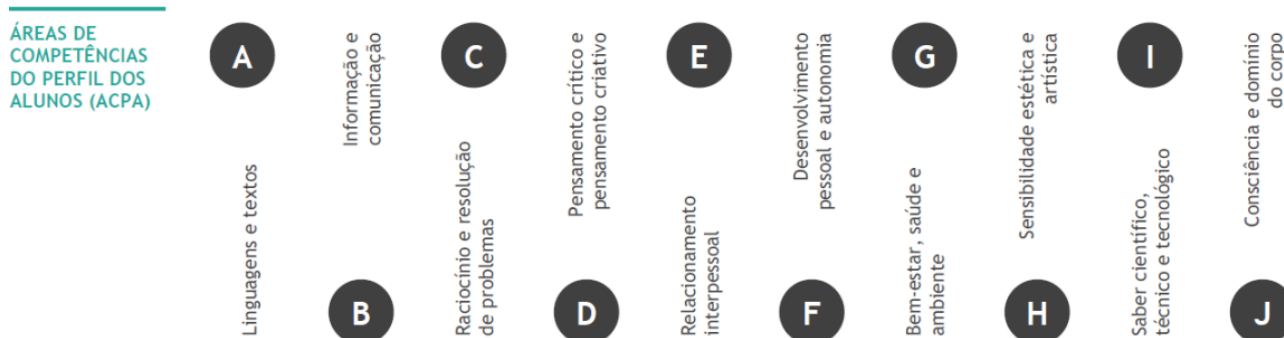 ÁREAS DE
COMPETÊNCIAS
DO PERFIL DOS
ALUNOS (ACPA)
A
Linguagens e textos
Informação e
comunicação
B
C
Raciocínio e resolução
de problemas
Pensamento crítico e
pensamento criativo
D
E
Relacionamento
interpessoal
Desenvolvimento
pessoal e autonomia
F
G
Bem-estar, saúde e
ambiente
Sensibilidade estética e
artística
H
I
Saber científico,
técnico e tecnológico
Consciência e domínio
do corpo
J